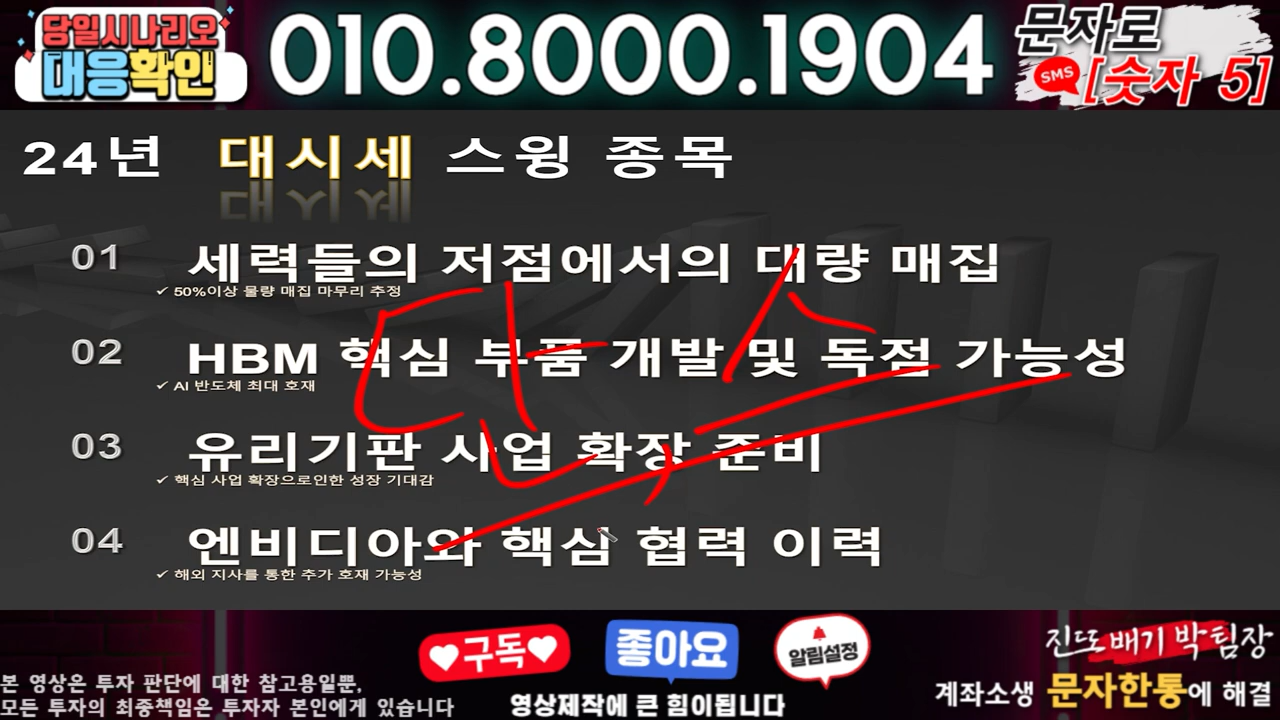 당일시나리오
대응확인
010.8000.1904
문자로
SMS [숫자 5]
24년 대시세 스윙 종목
01 세력들의 저점에서의 대량 매집
✓ 50%이상 물량 매집 마무리 추정
02 HBM 핵심 부품 개발 및 독점 가능성
✓ AI 반도체 최대 호재
03 유리기판 사업 확장 준비
✓ 핵심 사업 확장으로인한 성장 기대감
04 엔비디아와 핵심 협력 이력
✓ 해외 지사를 통한 추가 호재 가능성
단스
구독
좋아요
알림설정
영상제작에 큰 힘이됩니다
본 영상은 투자 판단에 대한 참고용일뿐,
모든 투자의 최종책임은 투자자 본인에게 있습니다
진또배기 박팀장
계좌소생 문자한통에 해결